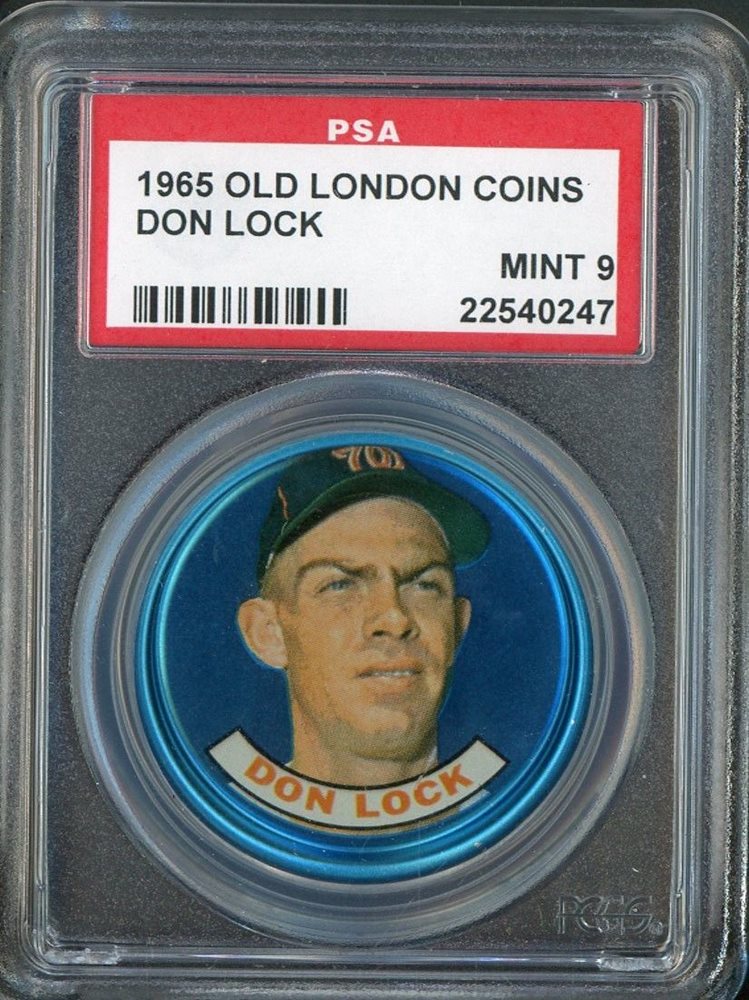 PSA
1965 OLD LONDON COINS
DON LOCK
MINT 9
22540247
W
DON LOCK
PCGS